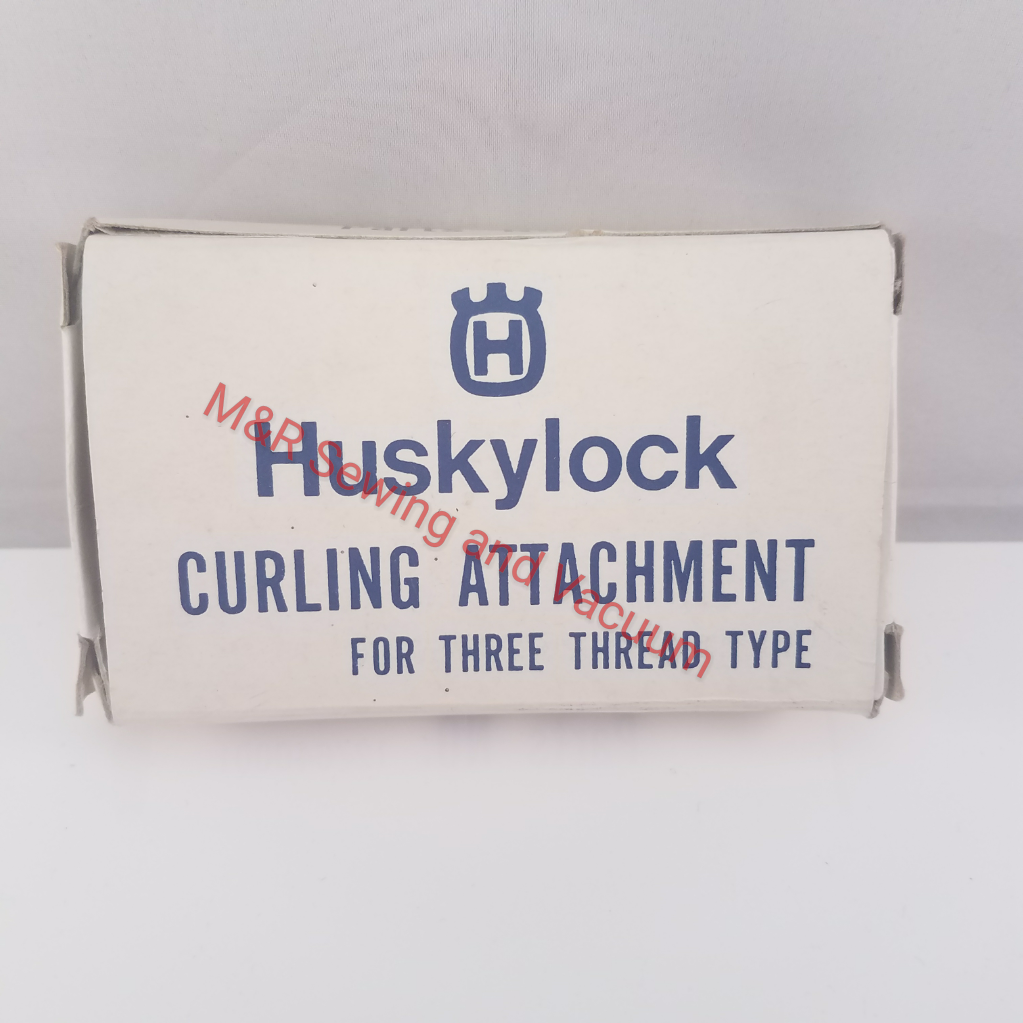 H
Huskylock
CURLING ATTACHMENT
FOR THREE THREAD TYPE
M&R Sewing and Vacuum